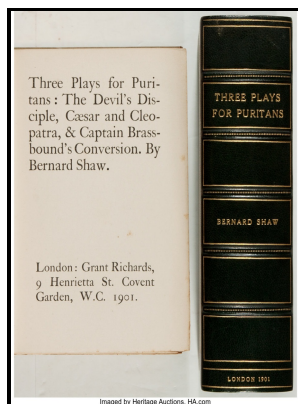 Three Plays for Puri-
tans : The Devil's Dis-
ciple, Cæsar and Cleo-
patra, & Captain Brass-
bound's Conversion. By
Bernard Shaw.
London: Grant Richards,
9 Henrietta St. Covent
Garden, W.C. 1901.
THREE PLAYS
FOR PURITANS
BERNARD SHAW
LONDON 1901
Imaged by Heritage Auctions, HA.com